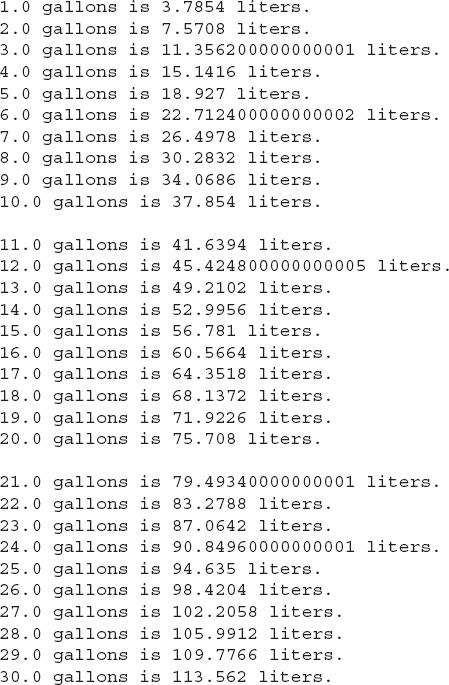 1.0 gallons is 3.7854 liters.
2.0 gallons is 7.5708 liters.
3.0 gallons is 11.356200000000001 liters.
4.0 gallons is 15.1416 liters.
5.0 gallons is 18.927 liters.
6.0 gallons is 22.712400000000002 liters.
7.0 gallons is 26.4978 liters.
8.0 gallons is 30.2832 liters.
9.0 gallons is 34.0686 liters.
10.0 gallons is 37.854 liters.
11.0 gallons is 41.6394 liters.
12.0 gallons is 45.424800000000005 liters.
13.0 gallons is 49.2102 liters.
14.0 gallons is 52.9956 liters.
15.0 gallons is 56.781 liters.
16.0 gallons is 60.5664 liters.
17.0 gallons is 64.3518 liters.
18.0 gallons is 68.1372 liters.
19.0 gallons is 71.9226 liters.
20.0 gallons is 75.708 liters.
21.0 gallons is 79.49340000000001 liters.
22.0 gallons is 83.2788 liters.
23.0 gallons is 87.0642 liters.
24.0 gallons is 90.84960000000001 liters.
25.0 gallons is 94.635 liters.
26.0 gallons is 98.4204 liters.
27.0 gallons is 102.2058 liters.
28.0 gallons is 105.9912 liters.
29.0 gallons is 109.7766 liters.
30.0 gallons is 113.562 liters.